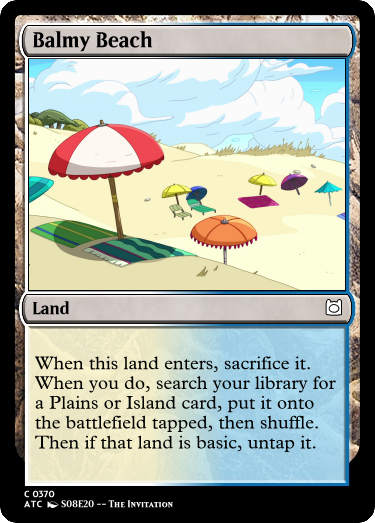 Balmy Beach
Land
When this land enters, sacrifice it.
When you do, search your library for
a Plains or Island card, put it onto
the battlefield tapped, then shuffle.
Then if that land is basic, untap it.
C 0370
ATC S08E20 -- The Invitation